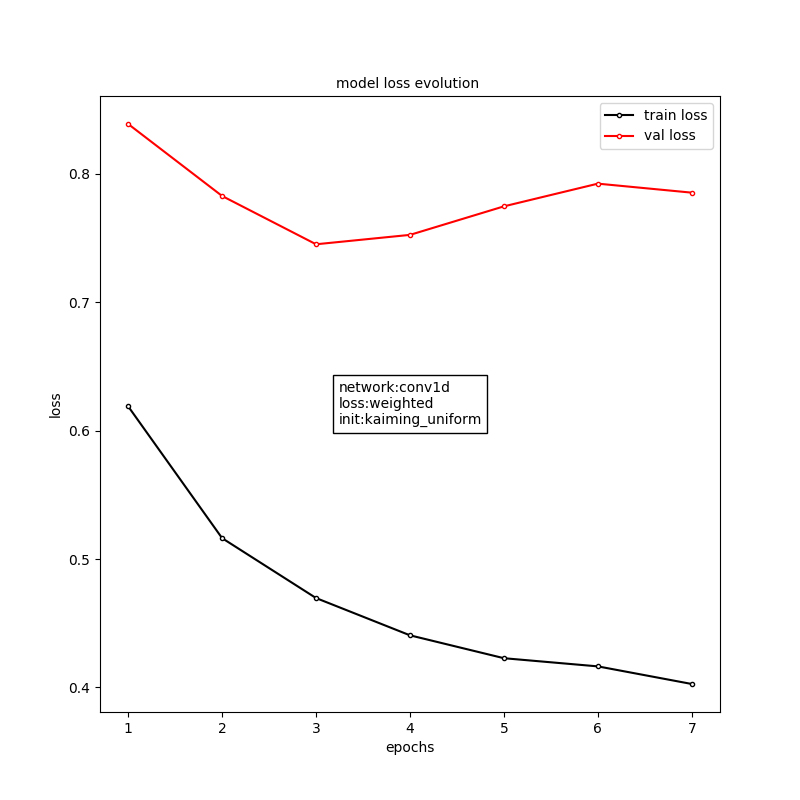 model loss evolution
train loss
val loss
0.8
0.7
0.6
0.5
0.4
loss
network:conv1d
loss:weighted
init:kaiming_uniform
1 2 3 4 5 6 7
epochs